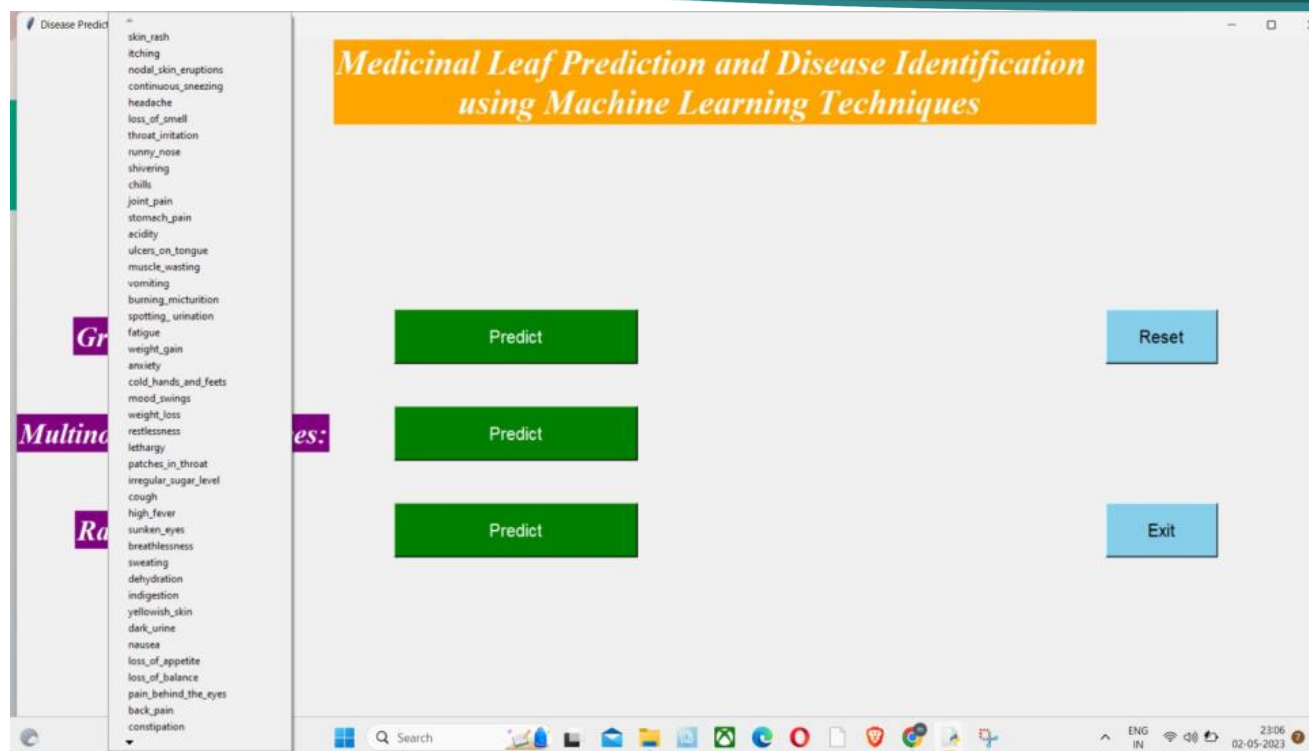 Disease Predict
skin_rash
itching
nodal_skin_eruptions
continuous_sneezing
headache
loss_of_smell
throat_irritation
runny_nose
shivering
chills
joint_pain
stomach_pain
acidity
ulcers_on_tongue
muscle_wasting
vomiting
burning_micturition
spotting_ urination
fatigue
weight_gain
anxiety
cold_hands_and_feets
mood_swings
weight_loss
restlessness
lethargy
patches_in_throat
irregular_sugar_level
cough
high_fever
sunken_eyes
breathlessness
sweating
dehydration
indigestion
yellowish_skin
dark_urine
nausea
loss_of_appetite
loss_of_balance
pain_behind_the_eyes
back_pain
constipation
Medicinal Leaf Prediction and Disease Identification
using Machine Learning Techniques
Gr
Predict
Reset
Multino
es:
Predict
Ra
Predict
Exit
Search
ENG
IN
23:06
02-05-2023